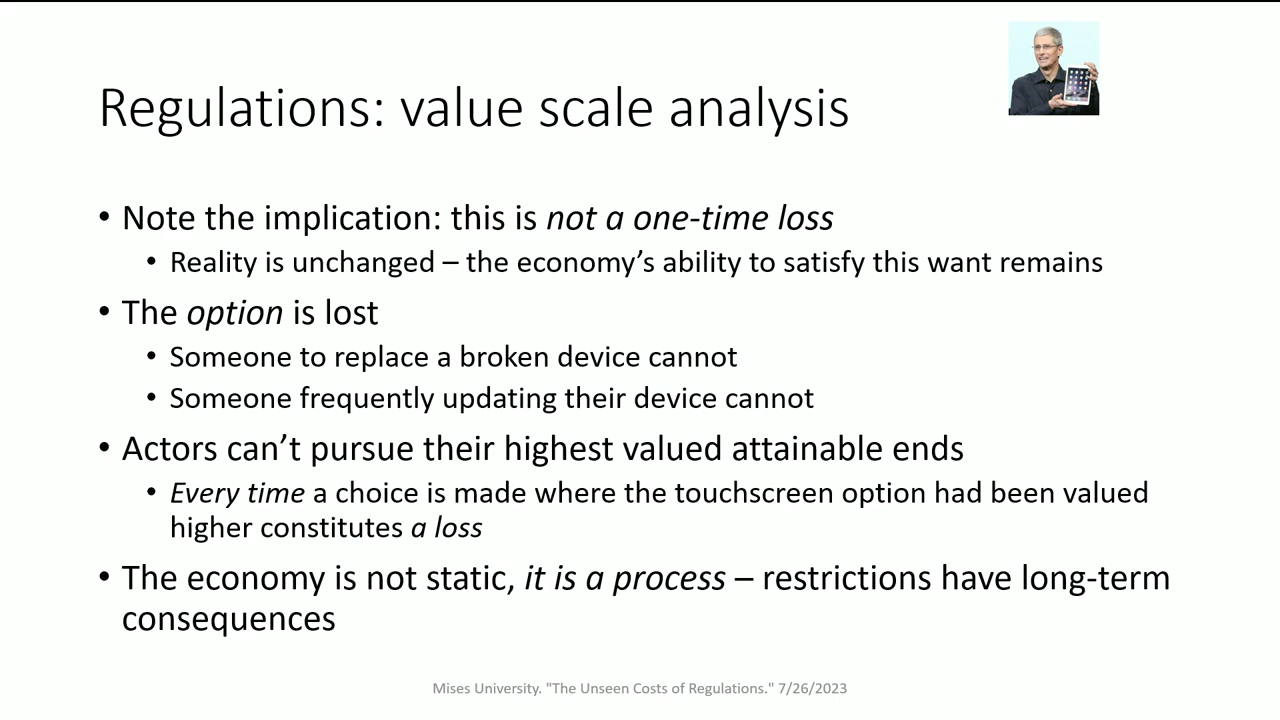 Regulations: value scale analysis
• Note the implication: this is not a one-time loss
• Reality is unchanged – the economy’s ability to satisfy this want remains
• The option is lost
• Someone to replace a broken device cannot
• Someone frequently updating their device cannot
• Actors can’t pursue their highest valued attainable ends
• Every time a choice is made where the touchscreen option had been valued
higher constitutes a loss
• The economy is not static, it is a process – restrictions have long-term
consequences
Mises University. "The Unseen Costs of Regulations." 7/26/2023